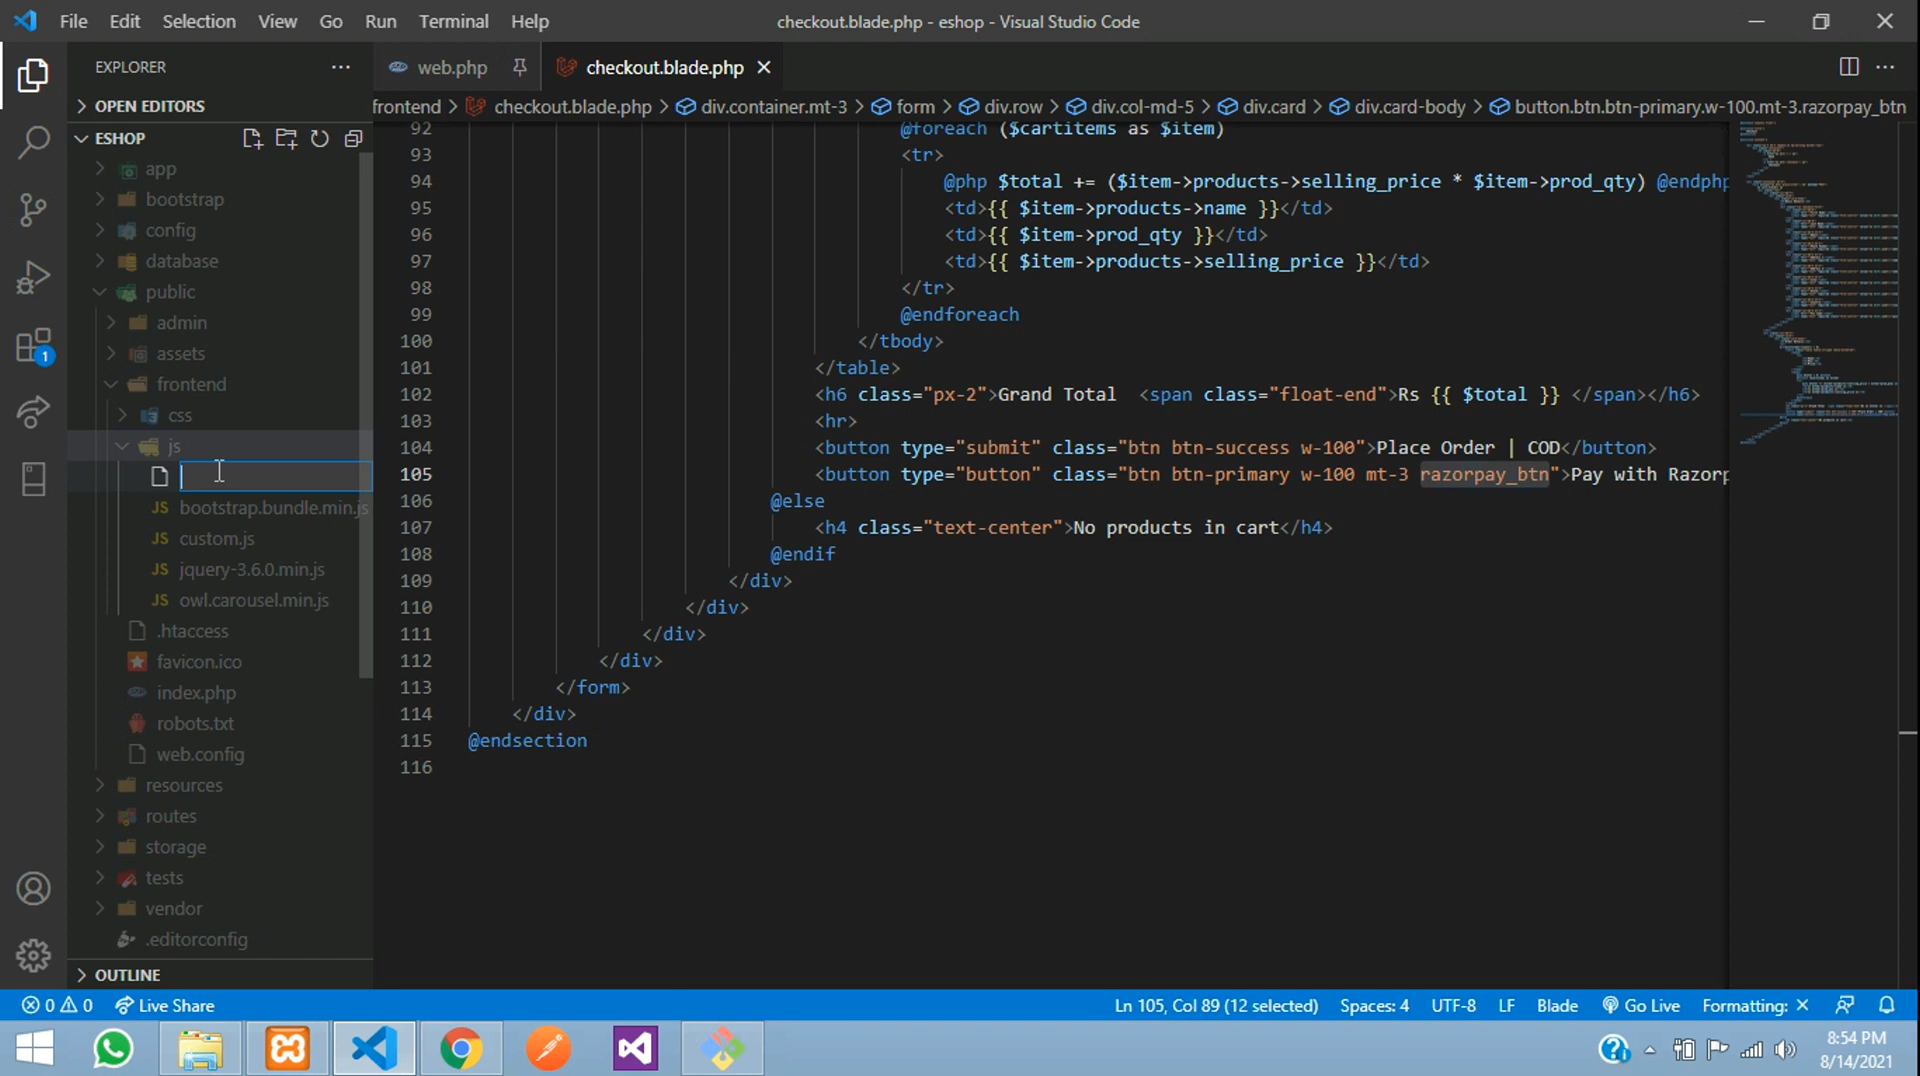 File Edit Selection View Go Run Terminal Help checkout.blade.php - eshop - Visual Studio Code
EXPLORER
web.php
checkout.blade.php
OPEN EDITORS
frontend > checkout.blade.php > div.container.mt-3 > form > div.row > div.col-md-5 > div.card > div.card-body > button.btn.btn-primary.w-100.mt-3.razorpay_btn
ESHOP
app
bootstrap
config
database
public
admin
assets
frontend
css
js
bootstrap.bundle.min.js
custom.js
jquery-3.6.0.min.js
owl.carousel.min.js
.htaccess
favicon.ico
index.php
robots.txt
web.config
resources
routes
storage
tests
vendor
.editorconfig
OUTLINE
92 @foreach ($cartitems as $item)
93 <tr>
94 @php $total += ($item->products->selling_price * $item->prod_qty) @endphp
95 <td>{{ $item->products->name }}</td>
96 <td>{{ $item->prod_qty }}</td>
97 <td>{{ $item->products->selling_price }}</td>
98 </tr>
99 @endforeach
100 </tbody>
101 </table>
102 <h6 class="px-2">Grand Total <span class="float-end">Rs {{ $total }} </span></h6>
103 <hr>
104 <button type="submit" class="btn btn-success w-100">Place Order | COD</button>
105 <button type="button" class="btn btn-primary w-100 mt-3 razorpay_btn">Pay with Razorp
106 @else
107 <h4 class="text-center">No products in cart</h4>
108 @endif
109 </div>
110 </div>
111 </div>
112 </div>
113 </form>
114 </div>
115 @endsection
116
1
0 0 Live Share Ln 105, Col 89 (12 selected) Spaces: 4 UTF-8 LF Blade Go Live Formatting: ×
8:54 PM
8/14/2021